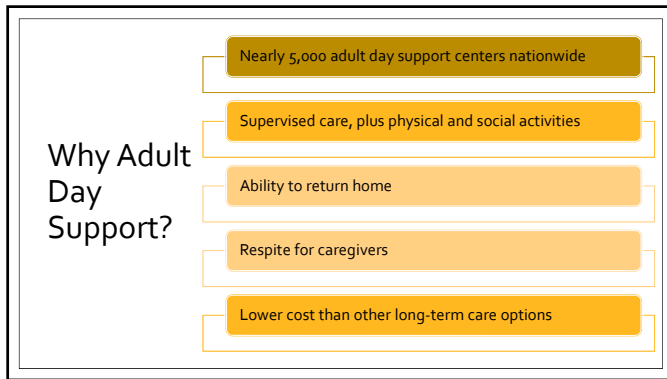 Why Adult
Day
Support?
Nearly 5,000 adult day support centers nationwide
Supervised care, plus physical and social activities
Ability to return home
Respite for caregivers
Lower cost than other long-term care options